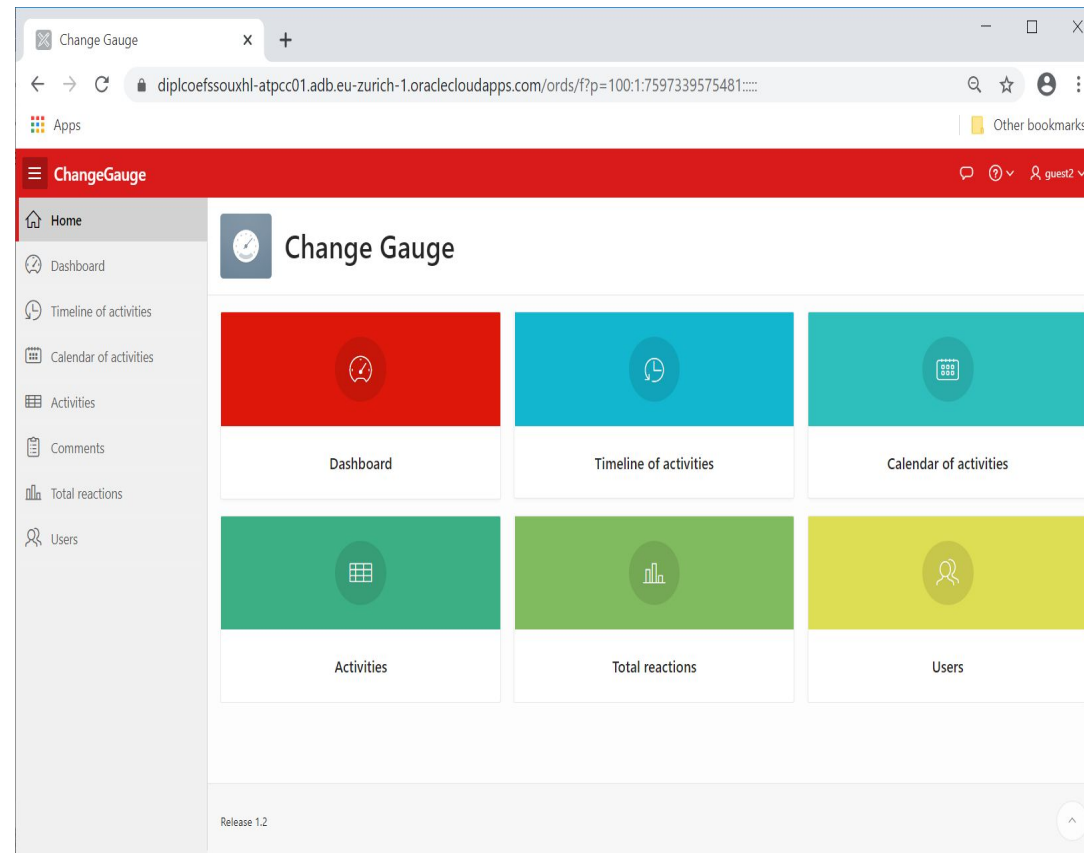 Change Gauge
diplcoefssouxhl-atpcc01.adb.eu-zurich-1.oraclecloudapps.com/ords/f?p=100:1:7597339575481:::::
Apps
Other bookmarks
ChangeGauge
guest2
Home
Dashboard
Timeline of activities
Calendar of activities
Activities
Comments
Total reactions
Users
Change Gauge
Dashboard
Timeline of activities
Calendar of activities
Activities
Total reactions
Users
Release 1.2